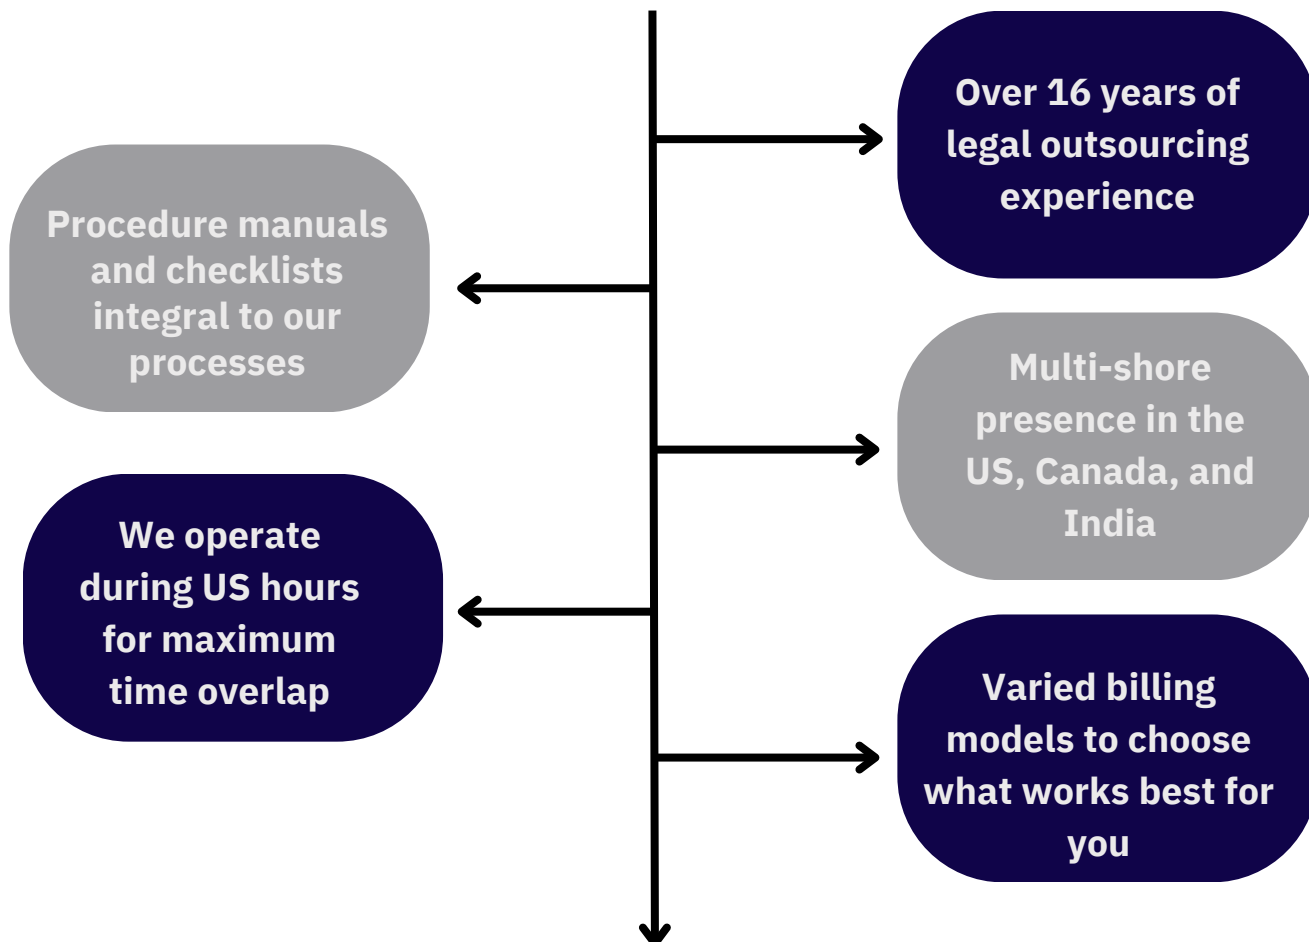 Over 16 years of
legal outsourcing
experience
Procedure manuals
and checklists
integral to our
processes
Multi-shore
presence in the
US, Canada, and
India
We operate
during US hours
for maximum
time overlap
Varied billing
models to choose
what works best for
you